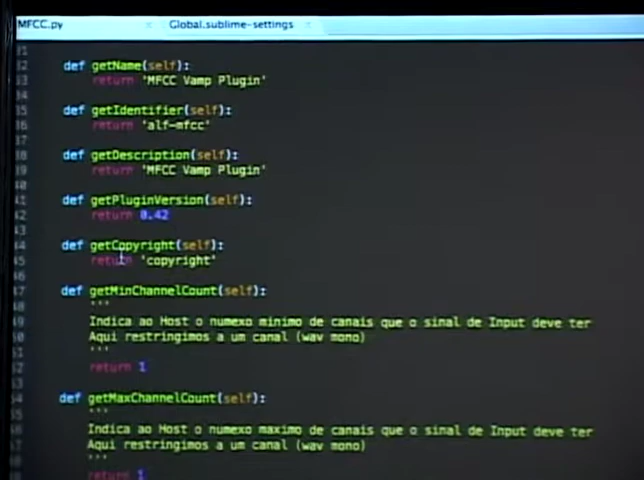 MFCC.py
Global.sublime-settings
def getName(self):
return 'MFCC Vamp Plugin'
def getIdentifier(self):
return 'alf-mfcc'
def getDescription(self):
return 'MFCC Vamp Plugin'
def getPluginVersion(self):
return 0.42
def getCopyright(self):
return 'copyright'
def getMinChannelCount(self):
'''
Indica ao Host o numexo minimo de canais que o sinal de Input deve ter
Aqui restringimos a um canal (wav mono)
'''
return 1
def getMaxChannelCount(self):
'''
Indica ao Host o numexo maximo de canais que o sinal de Input deve ter
Aqui restringimos a um canal (wav mono)
'''
return 1